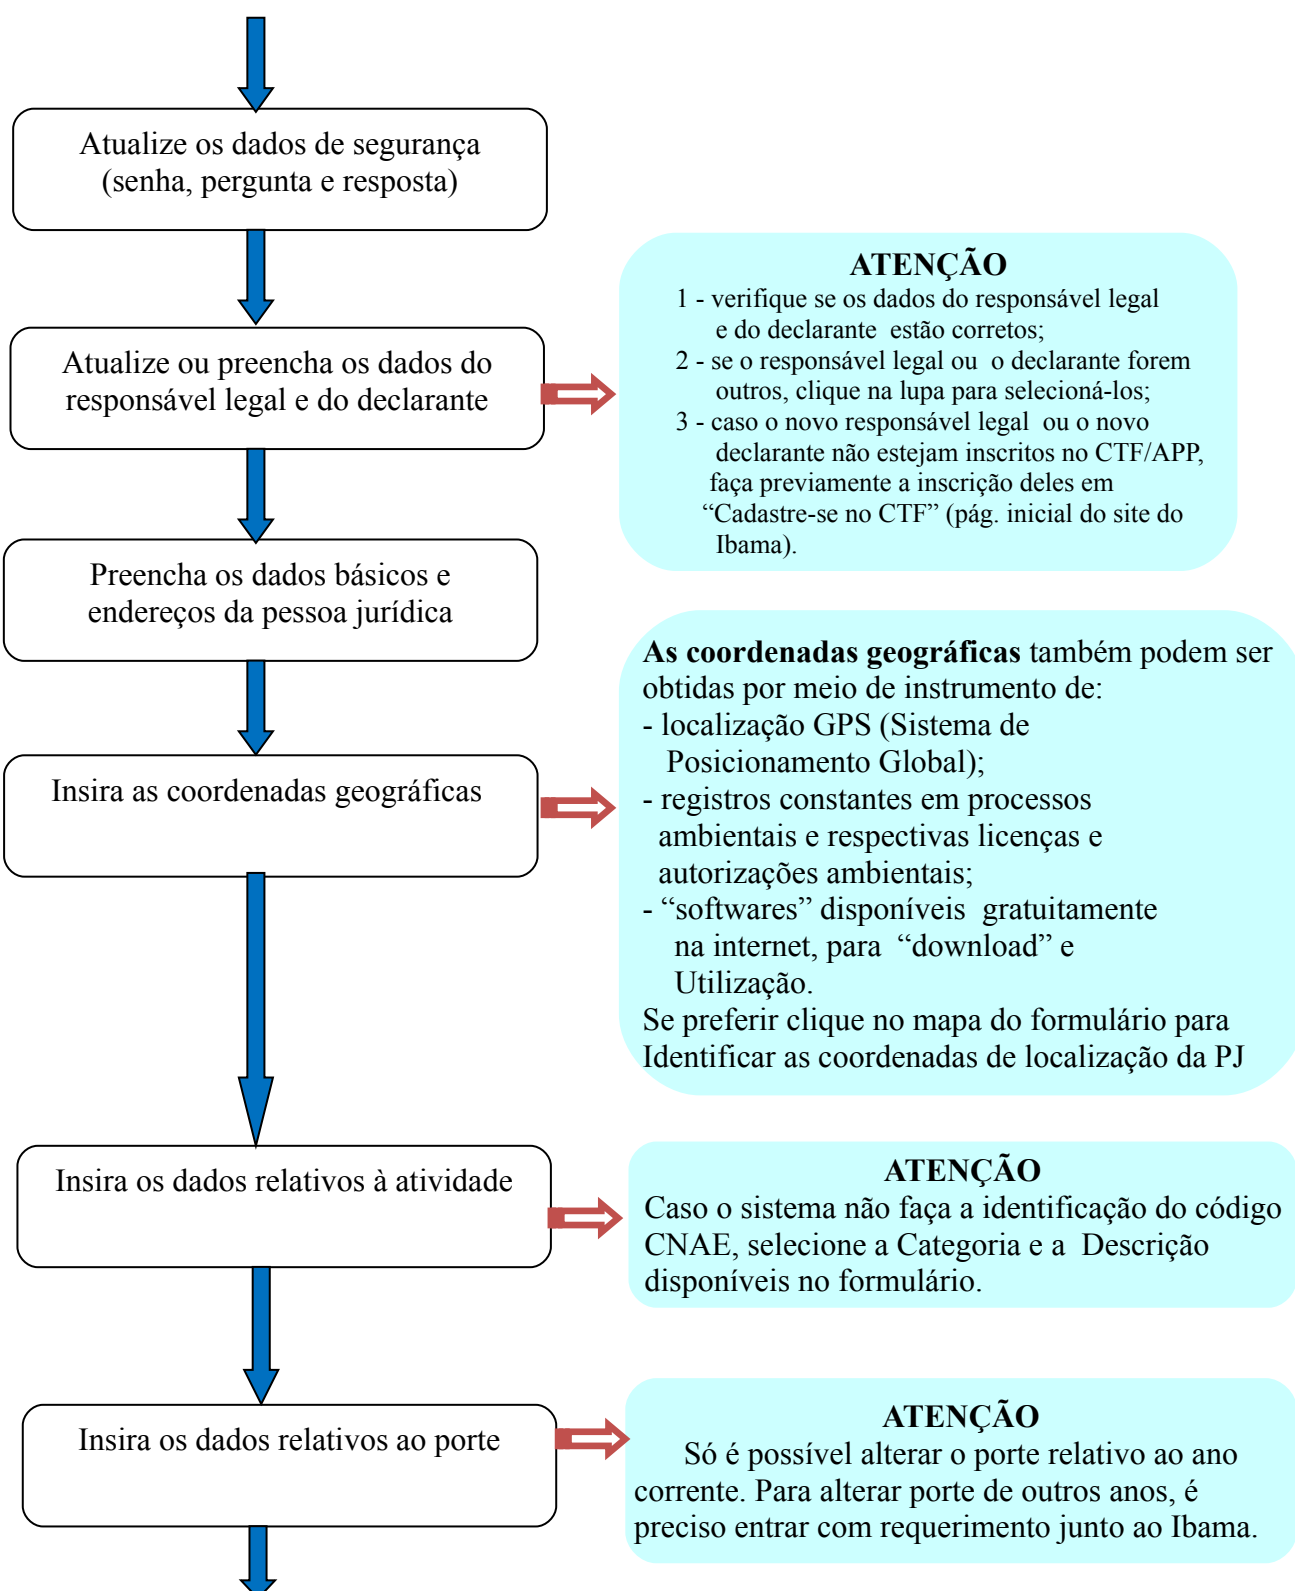 Atualize os dados de segurança
(senha, pergunta e resposta)
Atualize ou preencha os dados do
responsável legal e do declarante
ATENÇÃO
1 - verifique se os dados do responsável legal
e do declarante estão corretos;
2 - se o responsável legal ou o declarante forem
outros, clique na lupa para selecioná-los;
3 - caso o novo responsável legal ou o novo
declarante não estejam inscritos no CTF/APP,
faça previamente a inscrição deles em
“Cadastre-se no CTF” (pág. inicial do site do
Ibama).
Preencha os dados básicos e
endereços da pessoa jurídica
Insira as coordenadas geográficas
As coordenadas geográficas também podem ser
obtidas por meio de instrumento de:
- localização GPS (Sistema de
Posicionamento Global);
- registros constantes em processos
ambientais e respectivas licenças e
autorizações ambientais;
- “softwares” disponíveis gratuitamente
na internet, para “download” e
Utilização.
Se preferir clique no mapa do formulário para
Identificar as coordenadas de localização da PJ
Insira os dados relativos à atividade
ATENÇÃO
Caso o sistema não faça a identificação do código
CNAE, selecione a Categoria e a Descrição
disponíveis no formulário.
Insira os dados relativos ao porte
ATENÇÃO
Só é possível alterar o porte relativo ao ano
corrente. Para alterar porte de outros anos, é
preciso entrar com requerimento junto ao Ibama.